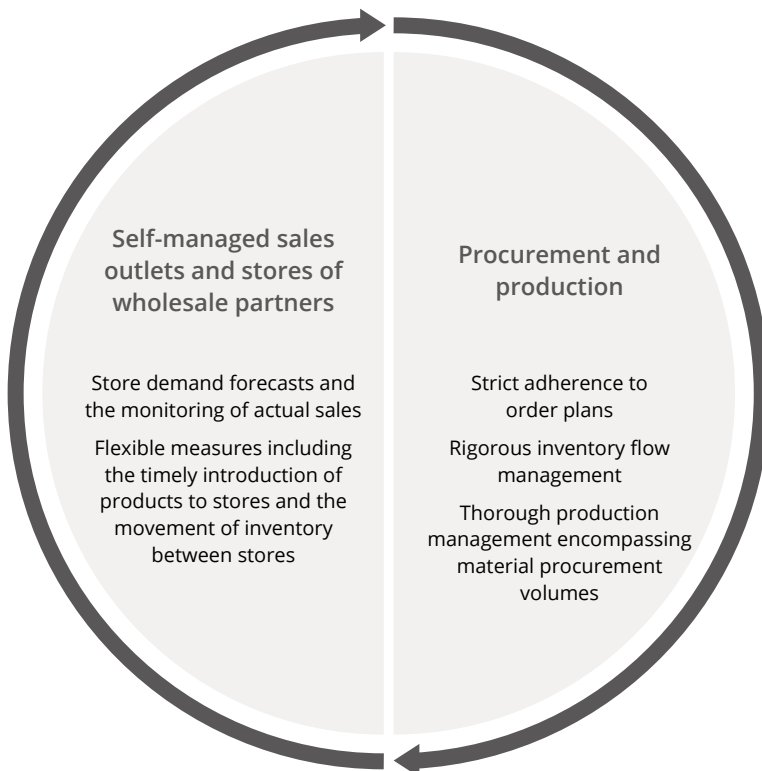 Self-managed sales
outlets and stores of
wholesale partners
Store demand forecasts and
the monitoring of actual sales
Flexible measures including
the timely introduction of
products to stores and the
movement of inventory
between stores
Procurement and
production
Strict adherence to
order plans
Rigorous inventory flow
management
Thorough production
management encompassing
material procurement
volumes